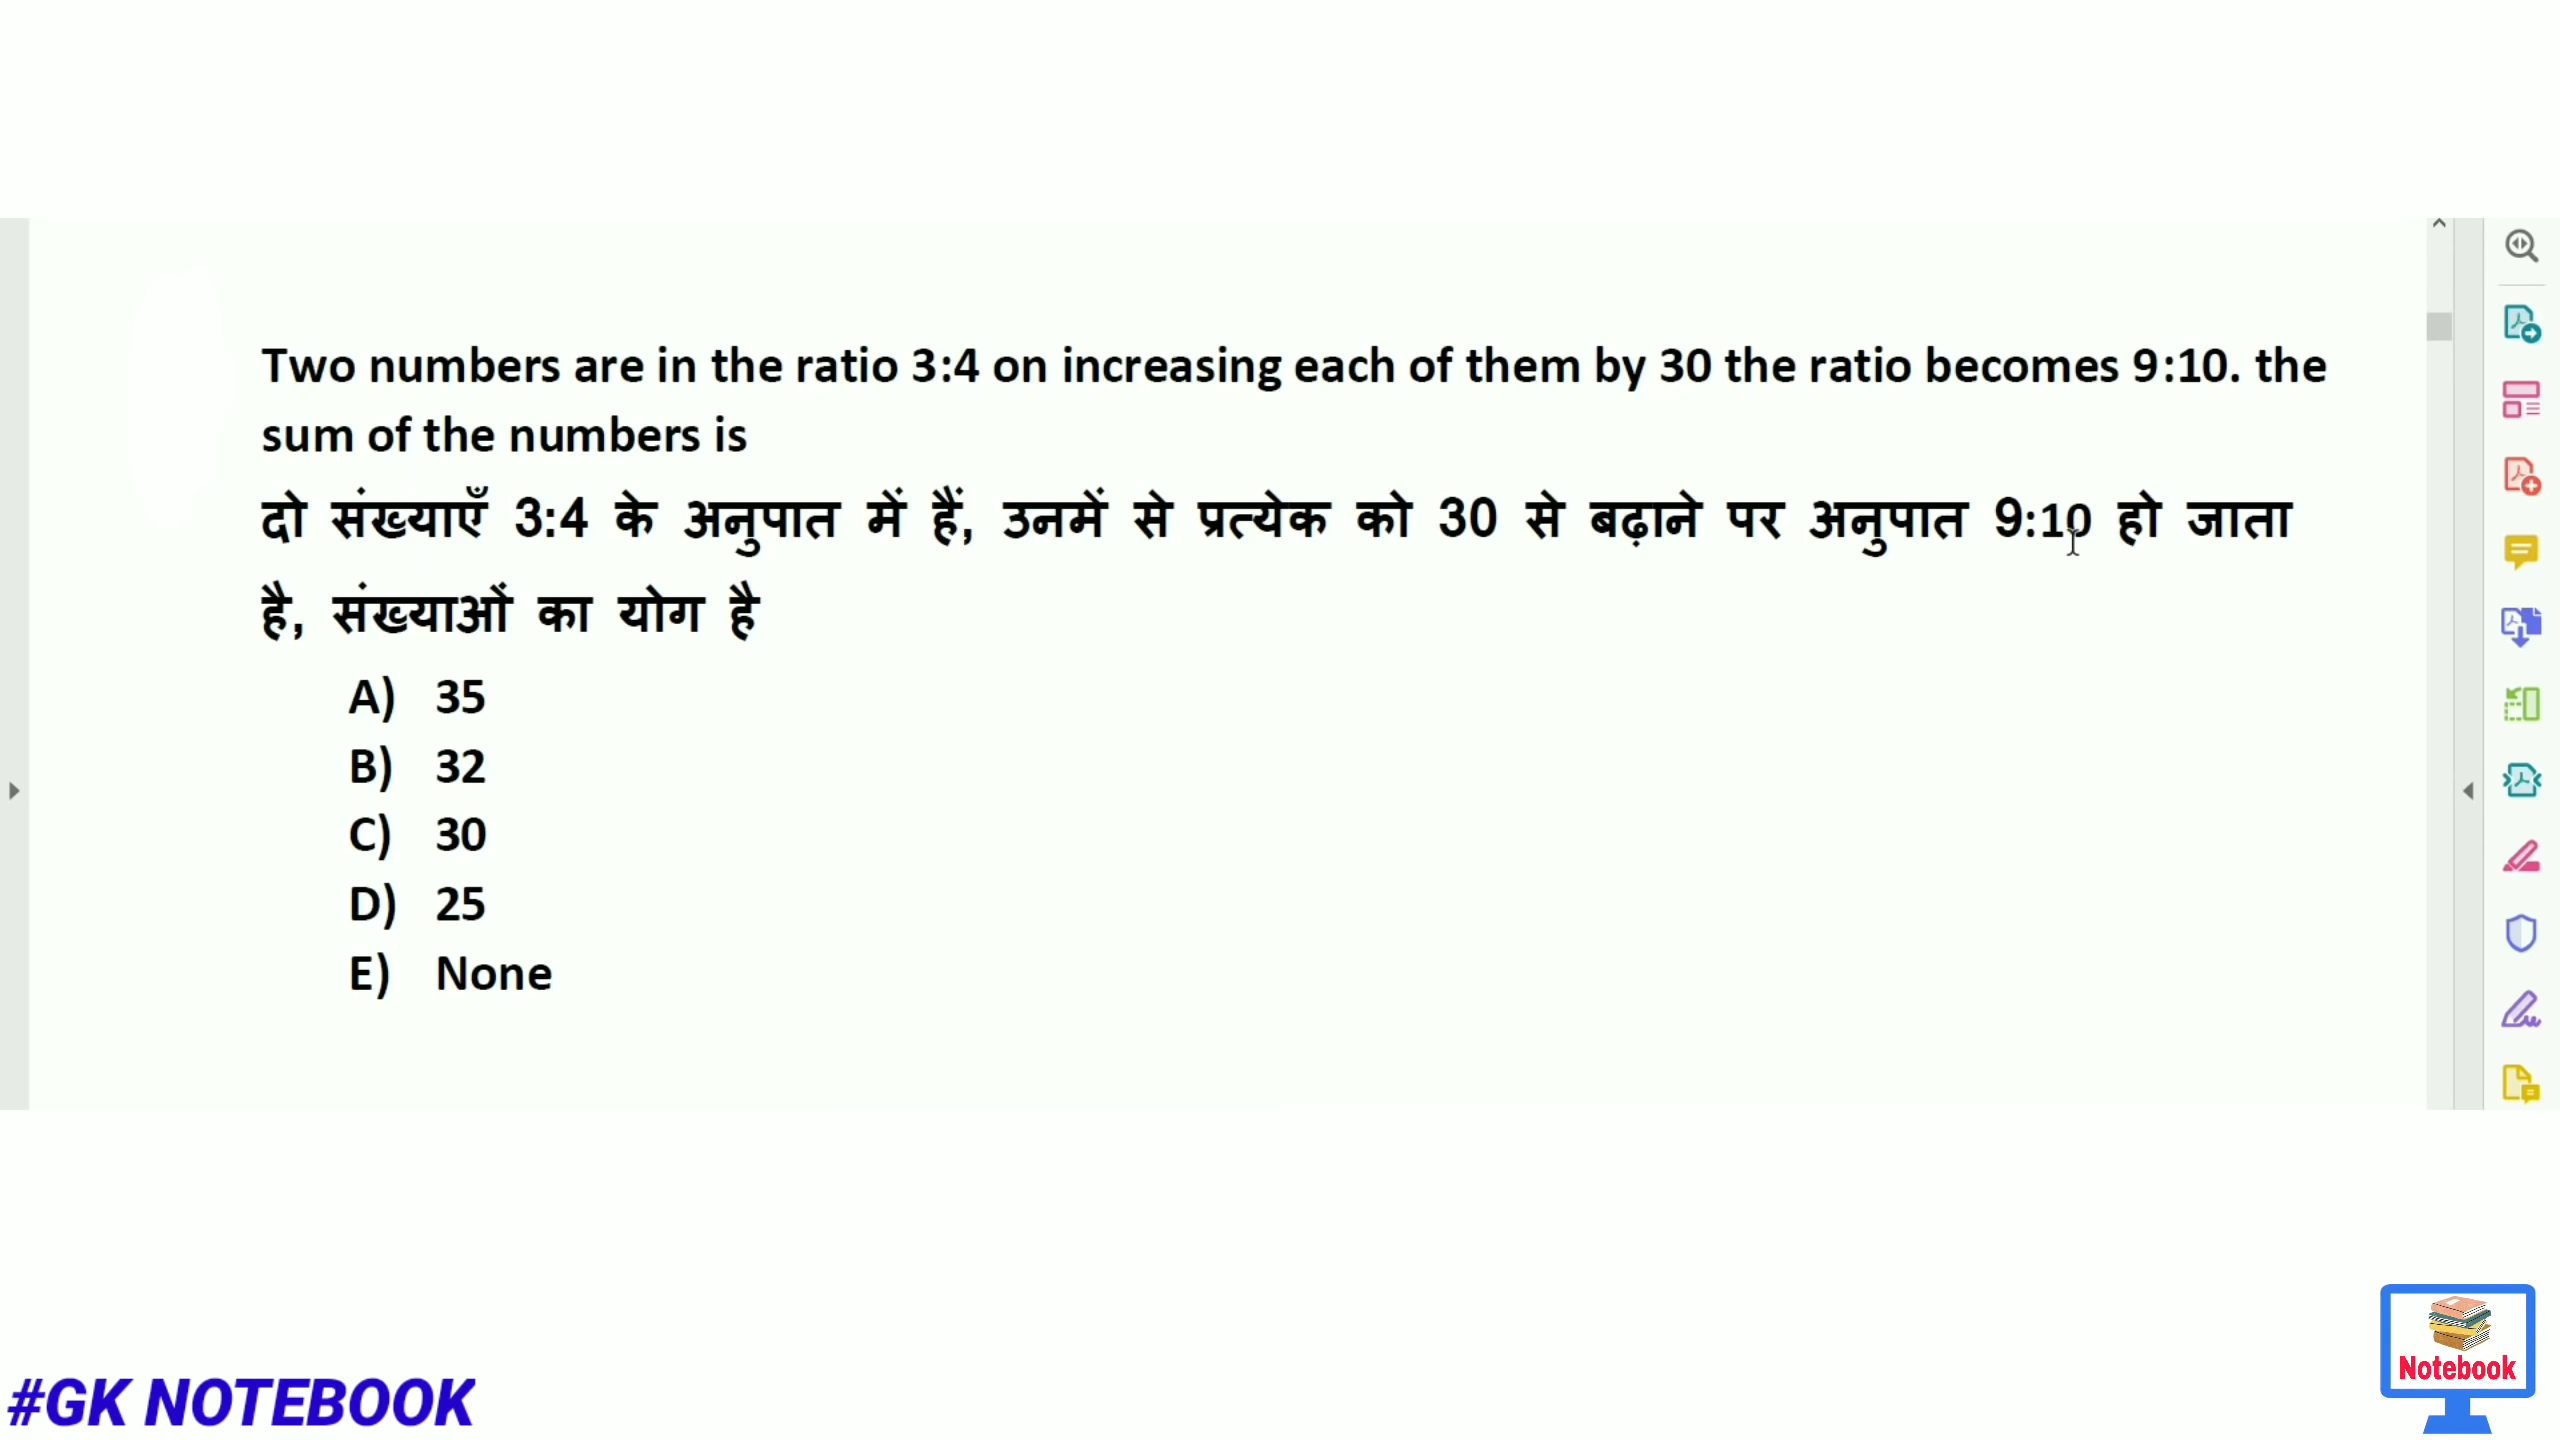 Two numbers are in the ratio 3:4 on increasing each of them by 30 the ratio becomes 9:10. the
sum of the numbers is
दो संख्याएँ 3:4 के अनुपात में हैं, उनमें से प्रत्येक को 30 से बढ़ाने पर अनुपात 9:10 हो जाता
है, संख्याओं का योग है
A) 35
B) 32
C) 30
D) 25
E) None
Notebook
#GK NOTEBOOK